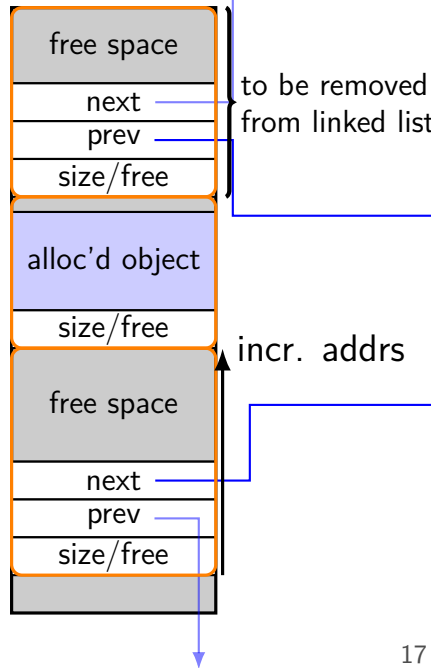 free space
next
prev
size/free
to be removed
from linked list
alloc'd object
size/free
incr. addrs
free space
next
prev
size/free
17